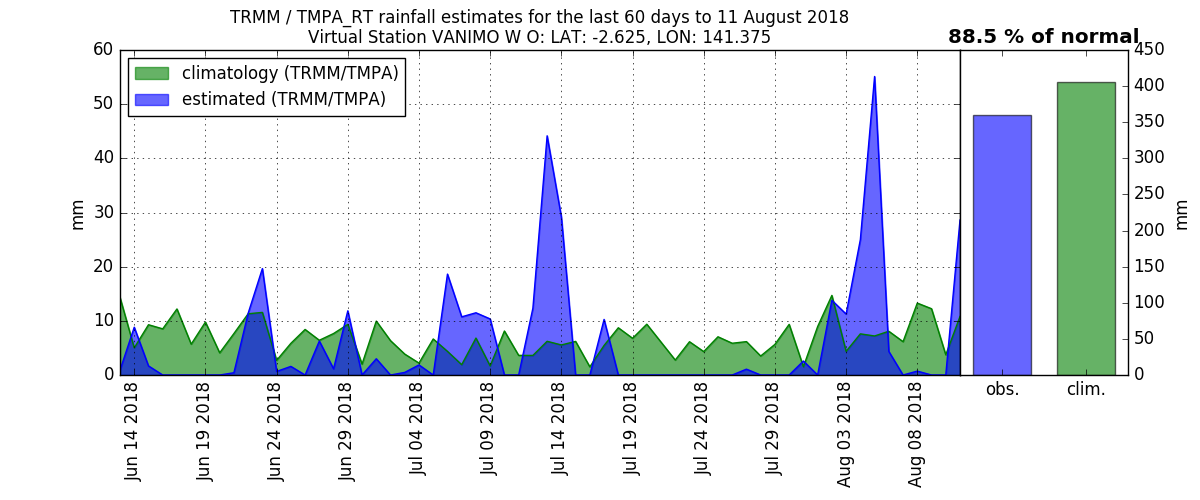 TRMM / TMPA_RT rainfall estimates for the last 60 days to 11 August 2018
Virtual Station VANIMO W O: LAT: -2.625, LON: 141.375
88.5 % of normal
climatology (TRMM/TMPA)
estimated (TRMM/TMPA)
60
50
40
30
20
10
0
mm
Jun 14 2018
Jun 19 2018
Jun 24 2018
Jun 29 2018
Jul 04 2018
Jul 09 2018
Jul 14 2018
Jul 19 2018
Jul 24 2018
Jul 29 2018
Aug 03 2018
Aug 08 2018
obs.
clim.
450
400
350
300
250
200
150
100
50
0
mm